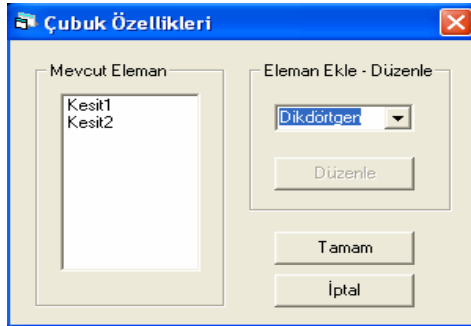 Çubuk Özellikleri
Mevcut Eleman
Kesit1
Kesit2
Eleman Ekle - Düzenle
Dikdörtgen
Düzenle
Tamam
İptal